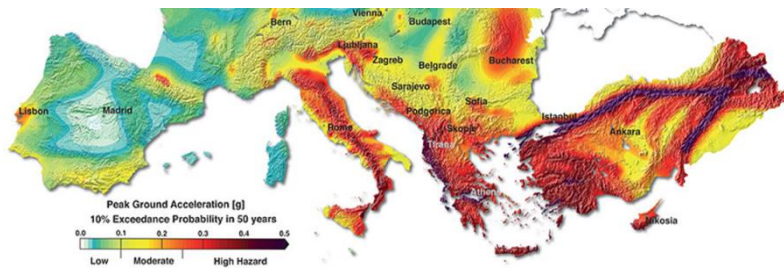 Vienna
Bern
Budapest
Ljubljana
Zagreb
Belgrade
Bucharest
Sarajevo
Lisbon
Madrid
Podgorica
Sofia
Istanbul
Rome
Skopje
Ankara
Tirana
Athens
Nikosia
Peak Ground Acceleration [g]
10% Exceedance Probability in 50 years
0.0 0.1 0.2 0.3 0.4 0.5
Low Moderate High Hazard